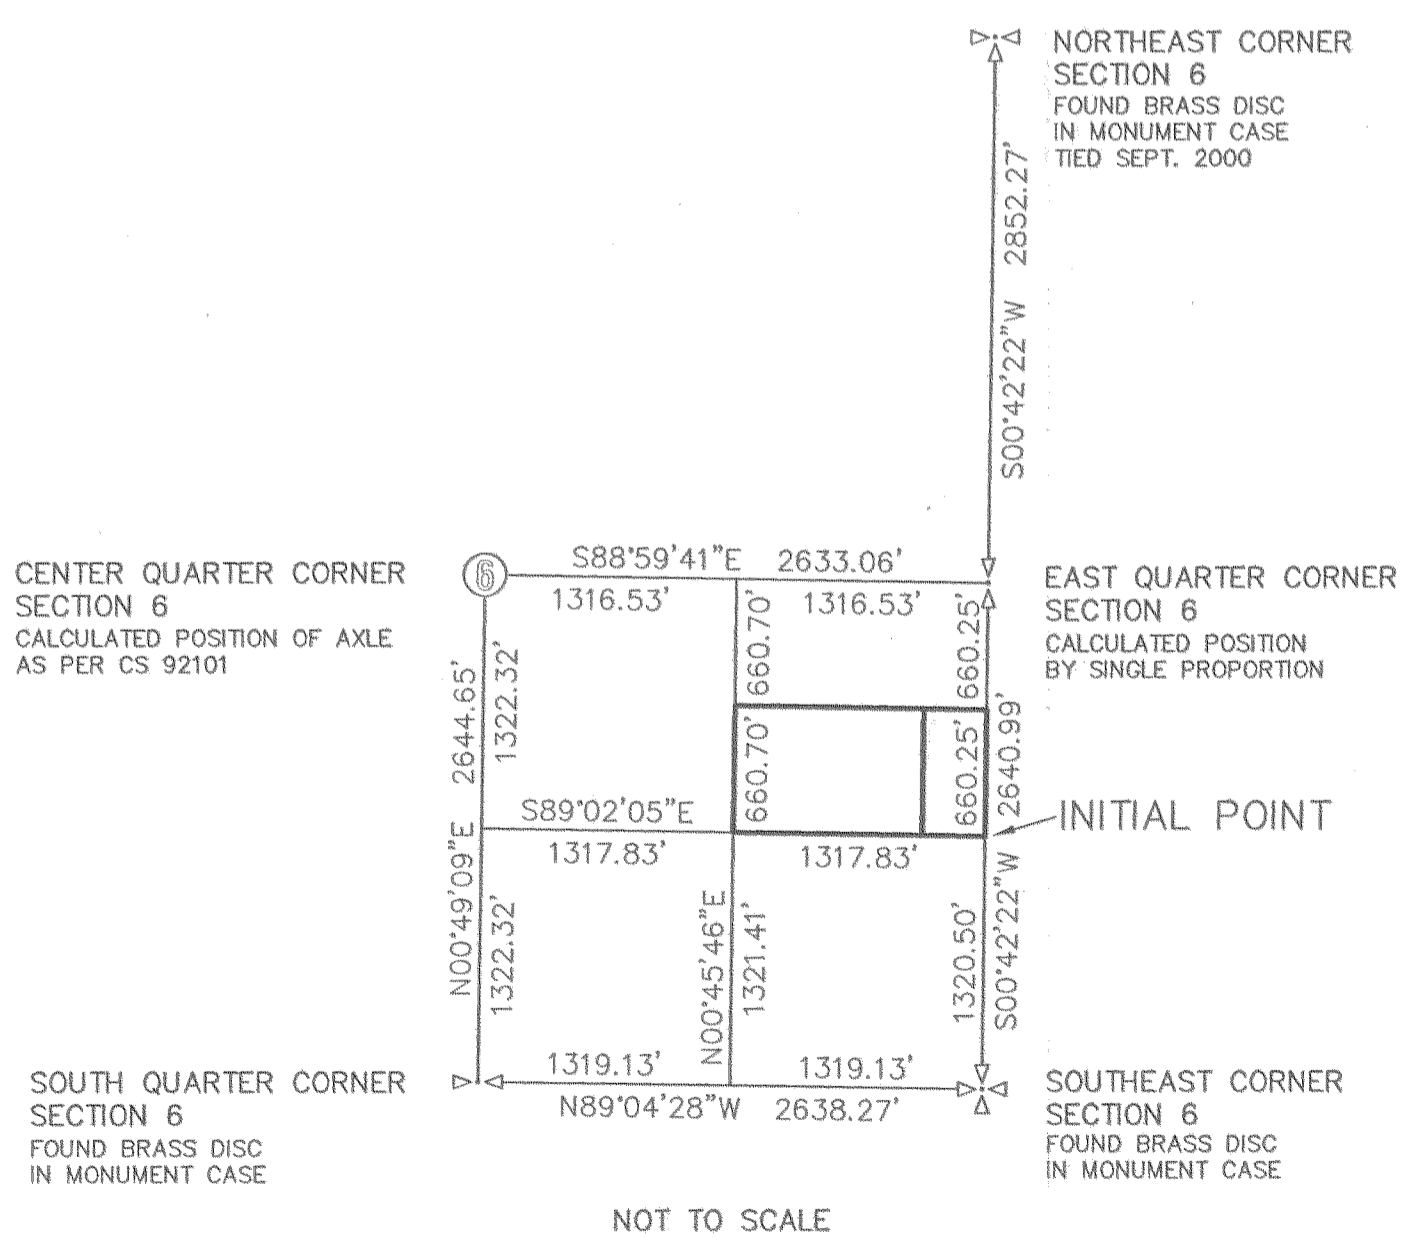 NORTHEAST CORNER
SECTION 6
FOUND BRASS DISC
IN MONUMENT CASE
TIED SEPT. 2000
S00°42'22"W 2852.27'
CENTER QUARTER CORNER
SECTION 6
CALCULATED POSITION OF AXLE
AS PER CS 92101
6
S88°59'41"E 2633.06'
1316.53' 1316.53'
EAST QUARTER CORNER
SECTION 6
CALCULATED POSITION
BY SINGLE PROPORTION
N00°49'09"E 2644.65'
1322.32'
660.70'
660.25'
660.70'
660.25'
S00°42'22"W 2640.99'
INITIAL POINT
S89°02'05"E
1317.83' 1317.83'
1322.32'
N00°45'46"E
1321.41'
1320.50'
1319.13' 1319.13'
N89°04'28"W 2638.27'
SOUTH QUARTER CORNER
SECTION 6
FOUND BRASS DISC
IN MONUMENT CASE
SOUTHEAST CORNER
SECTION 6
FOUND BRASS DISC
IN MONUMENT CASE
NOT TO SCALE